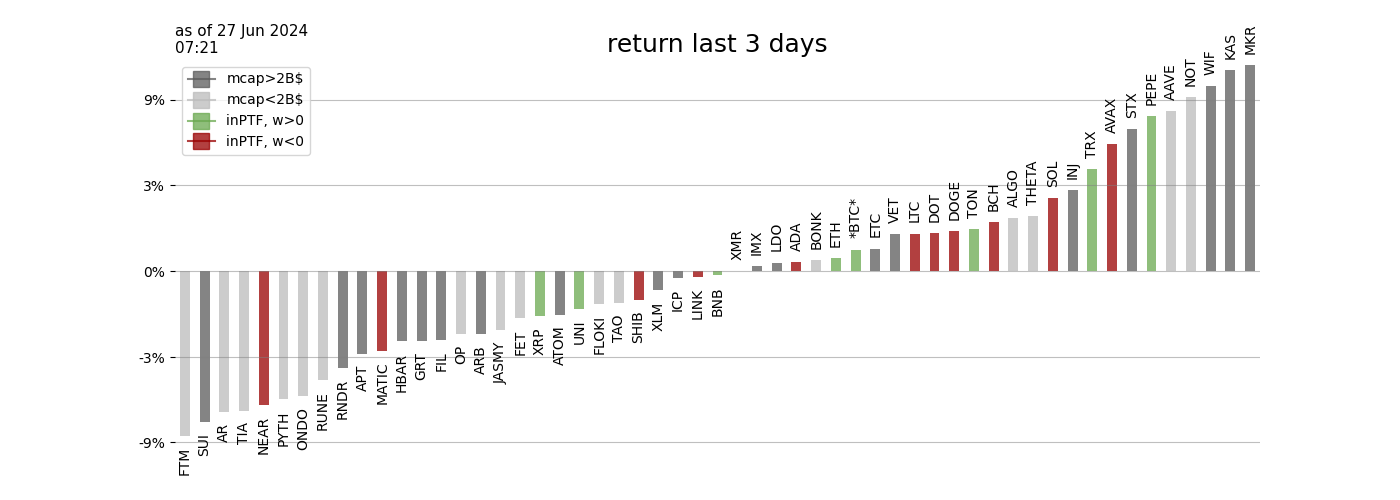 as of 27 Jun 2024
07:21
return last 3 days
mcap>2B$
mcap<2B$
inPTF, w>0
inPTF, w<0
9%
3%
0%
-3%
-9%
FTM
SUI
AR
TIA
NEAR
PYTH
ONDO
RUNE
RNDR
APT
MATIC
HBAR
GRT
FIL
OP
ARB
JASMY
FET
XRP
ATOM
UNI
FLOKI
TAO
SHIB
XLM
ICP
LINK
BNB
XMR
IMX
LDO
ADA
BONK
ETH
*BTC*
ETC
VET
LTC
DOT
DOGE
TON
BCH
ALGO
THETA
SOL
INJ
TRX
AVAX
STX
PEPE
AAVE
NOT
WIF
KAS
MKR